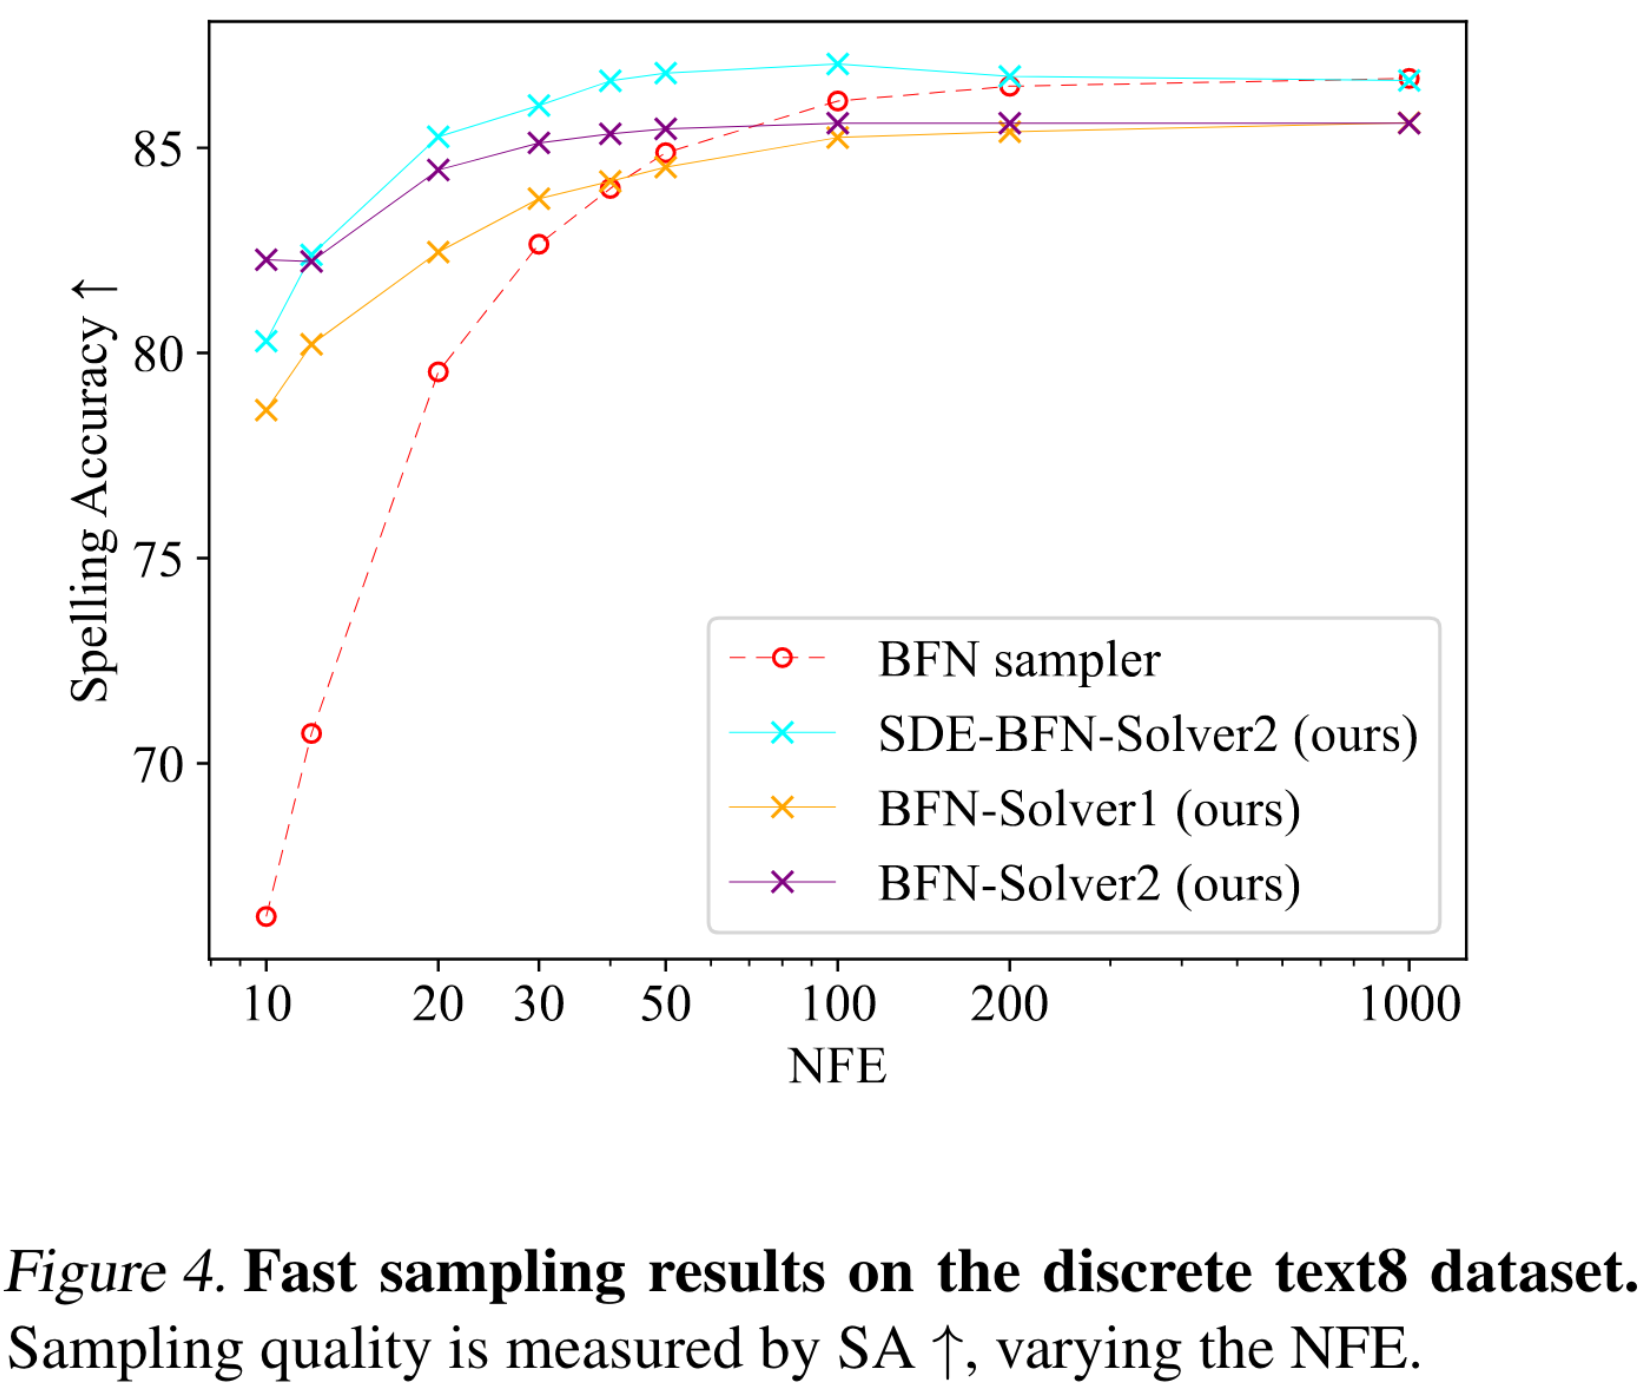 85
80
75
70
Spelling Accuracy ↑
BFN sampler
SDE-BFN-Solver2 (ours)
BFN-Solver1 (ours)
BFN-Solver2 (ours)
10 20 30 50 100 200 1000
NFE
Figure 4. Fast sampling results on the discrete text8 dataset.
Sampling quality is measured by SA ↑, varying the NFE.